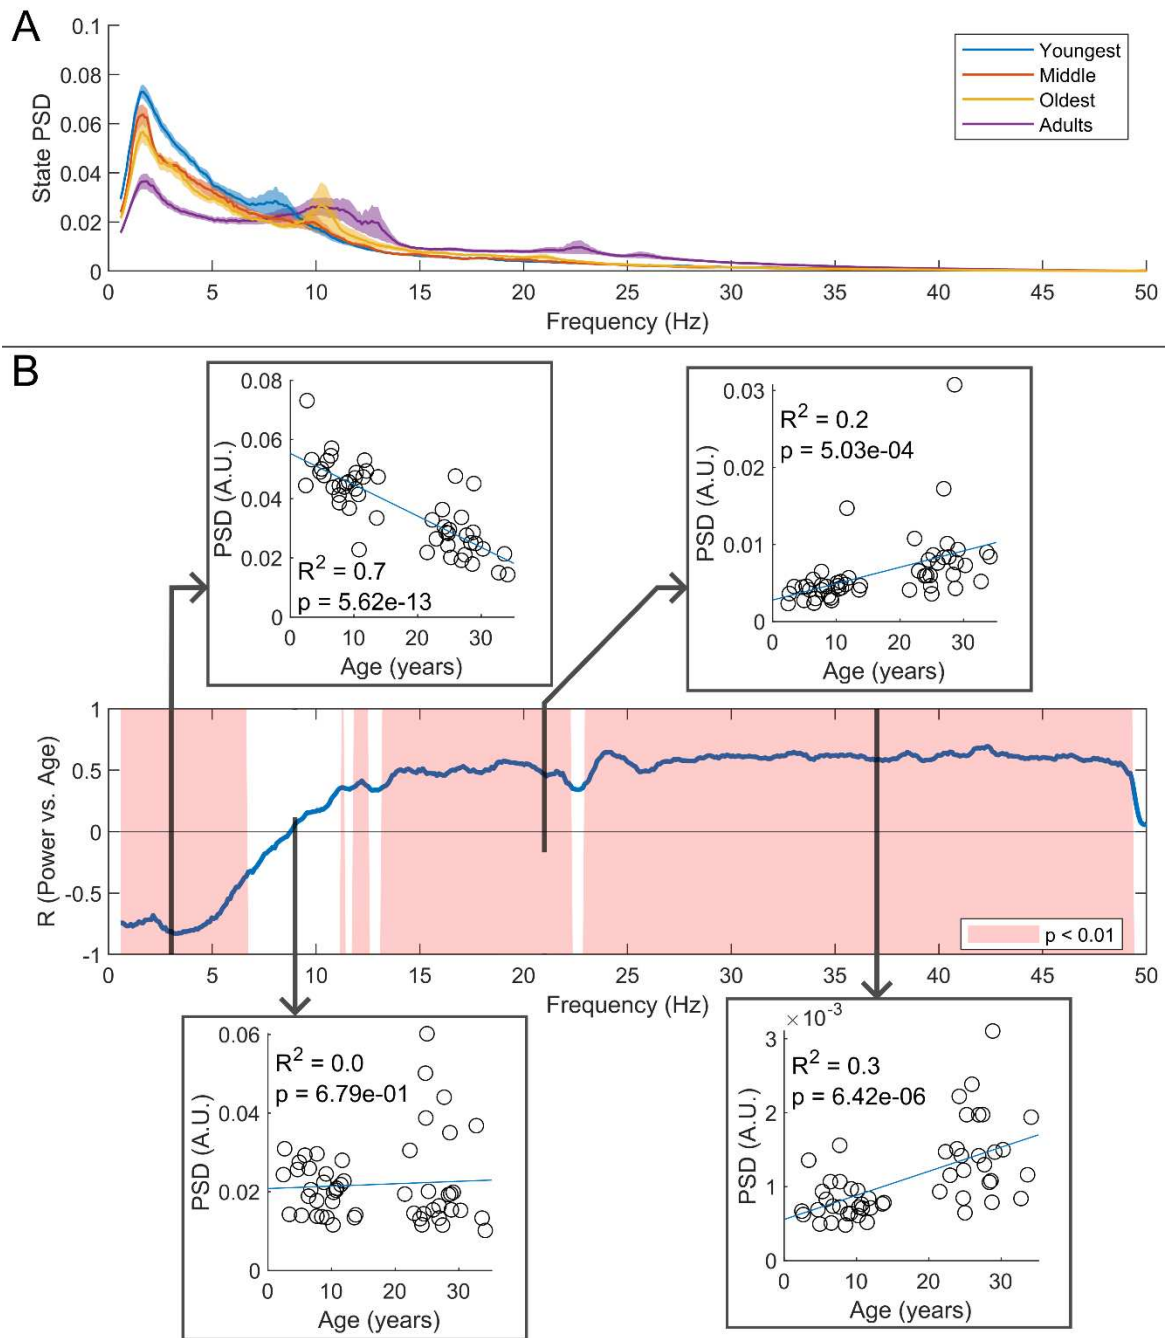 A
0.1
0.08
0.06
0.04
0.02
0
State PSD
Youngest
Middle
Oldest
Adults
0 5 10 15 20 25 30 35 40 45 50
Frequency (Hz)
B
0.08
0.06
0.04
0.02
0
PSD (A.U.)
R² = 0.7
p = 5.62e-13
0 10 20 30
Age (years)
0.03
0.02
0.01
0
PSD (A.U.)
R² = 0.2
p = 5.03e-04
0 10 20 30
Age (years)
1
0.5
0
-0.5
-1
R (Power vs. Age)
p < 0.01
0 5 10 15 20 25 30 35 40 45 50
Frequency (Hz)
0.06
0.04
0.02
0
PSD (A.U.)
R² = 0.0
p = 6.79e-01
0 10 20 30
Age (years)
×10⁻³
3
2
1
0
PSD (A.U.)
R² = 0.3
p = 6.42e-06
0 10 20 30
Age (years)